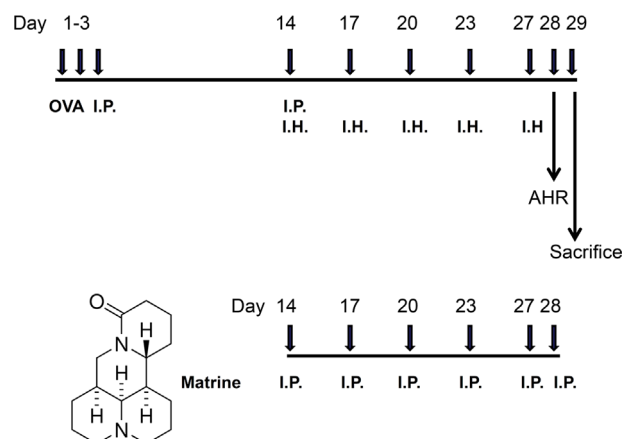 Day 1-3 14 17 20 23 27 28 29
OVA I.P. I.P.
I.H. I.H. I.H. I.H. I.H
AHR
Sacrifice
Day 14 17 20 23 27 28
Matrine I.P. I.P. I.P. I.P. I.P. I.P.
O
N
H
H
H
H
N